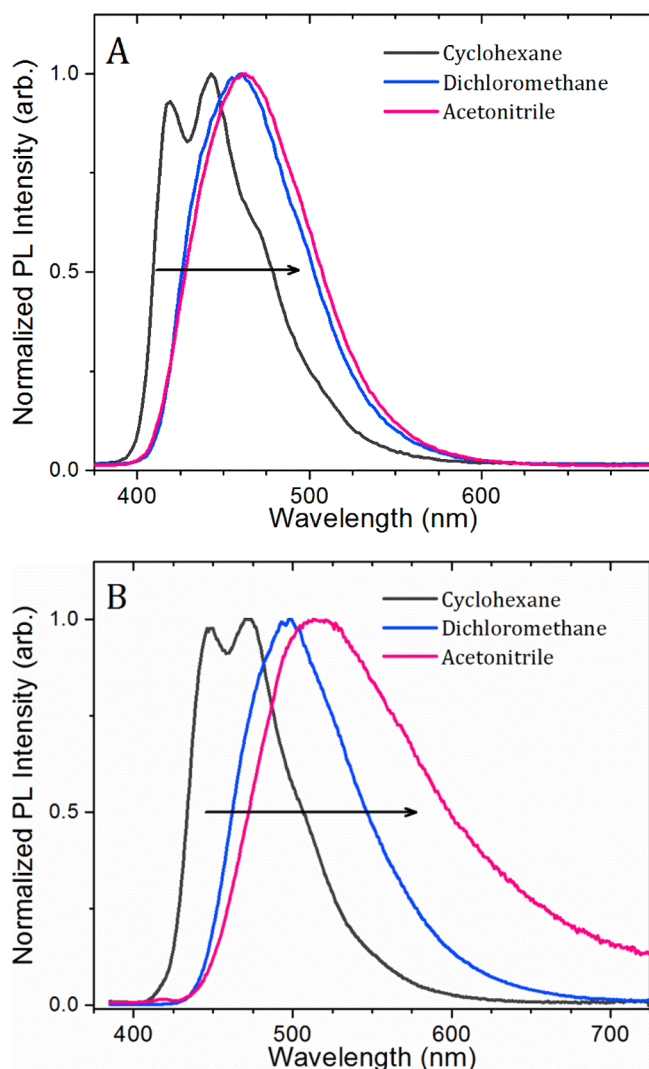 A
Cyclohexane
Dichloromethane
Acetonitrile
Normalized PL Intensity (arb.)
1.0
0.5
0.0
400
500
600
Wavelength (nm)
B
Cyclohexane
Dichloromethane
Acetonitrile
Normalized PL Intensity (arb.)
1.0
0.5
0.0
400
500
600
700
Wavelength (nm)